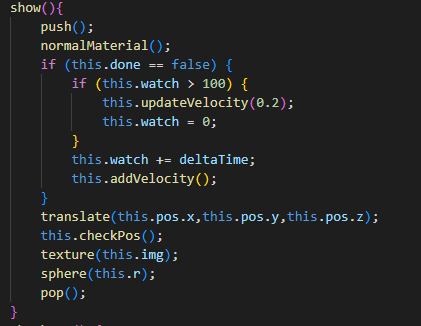 show(){
push();
normalMaterial();
if (this.done == false) {
if (this.watch > 100) {
this.updateVelocity(0.2);
this.watch = 0;
}
this.watch += deltaTime;
this.addVelocity();
}
translate(this.pos.x,this.pos.y,this.pos.z);
this.checkPos();
texture(this.img);
sphere(this.r);
pop();
}